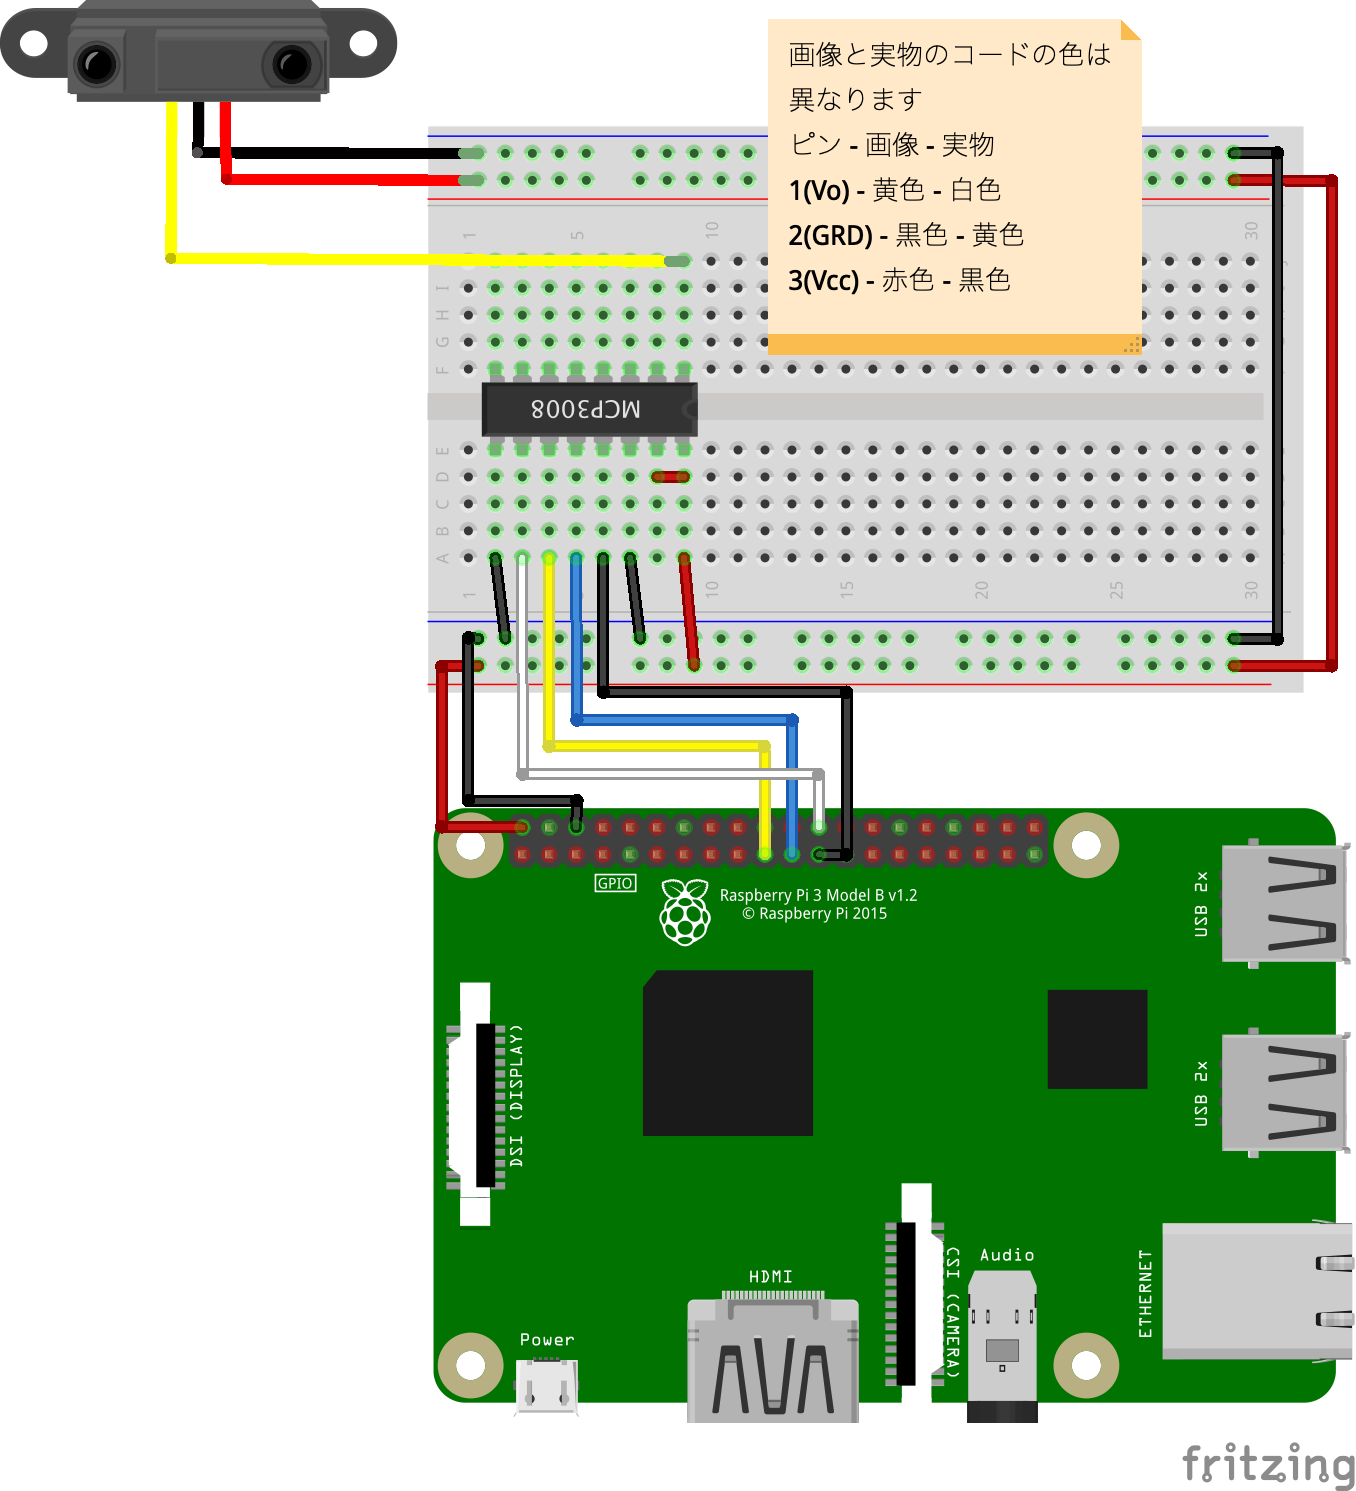 画像と実物のコードの色は
異なります
ピン - 画像 - 実物
1(Vo) - 黄色 - 白色
2(GRD) - 黒色 - 黄色
3(Vcc) - 赤色 - 黒色
1
5
10
30
I
H
G
F
MCP3008
E
D
C
B
A
1
10
15
20
25
30
GPIO
Raspberry Pi 3 Model B v1.2
© Raspberry Pi 2015
USB 2x
DSI (DISPLAY)
USB 2x
HDMI
CSI (CAMERA)
Audio
ETHERNET
Power
fritzing